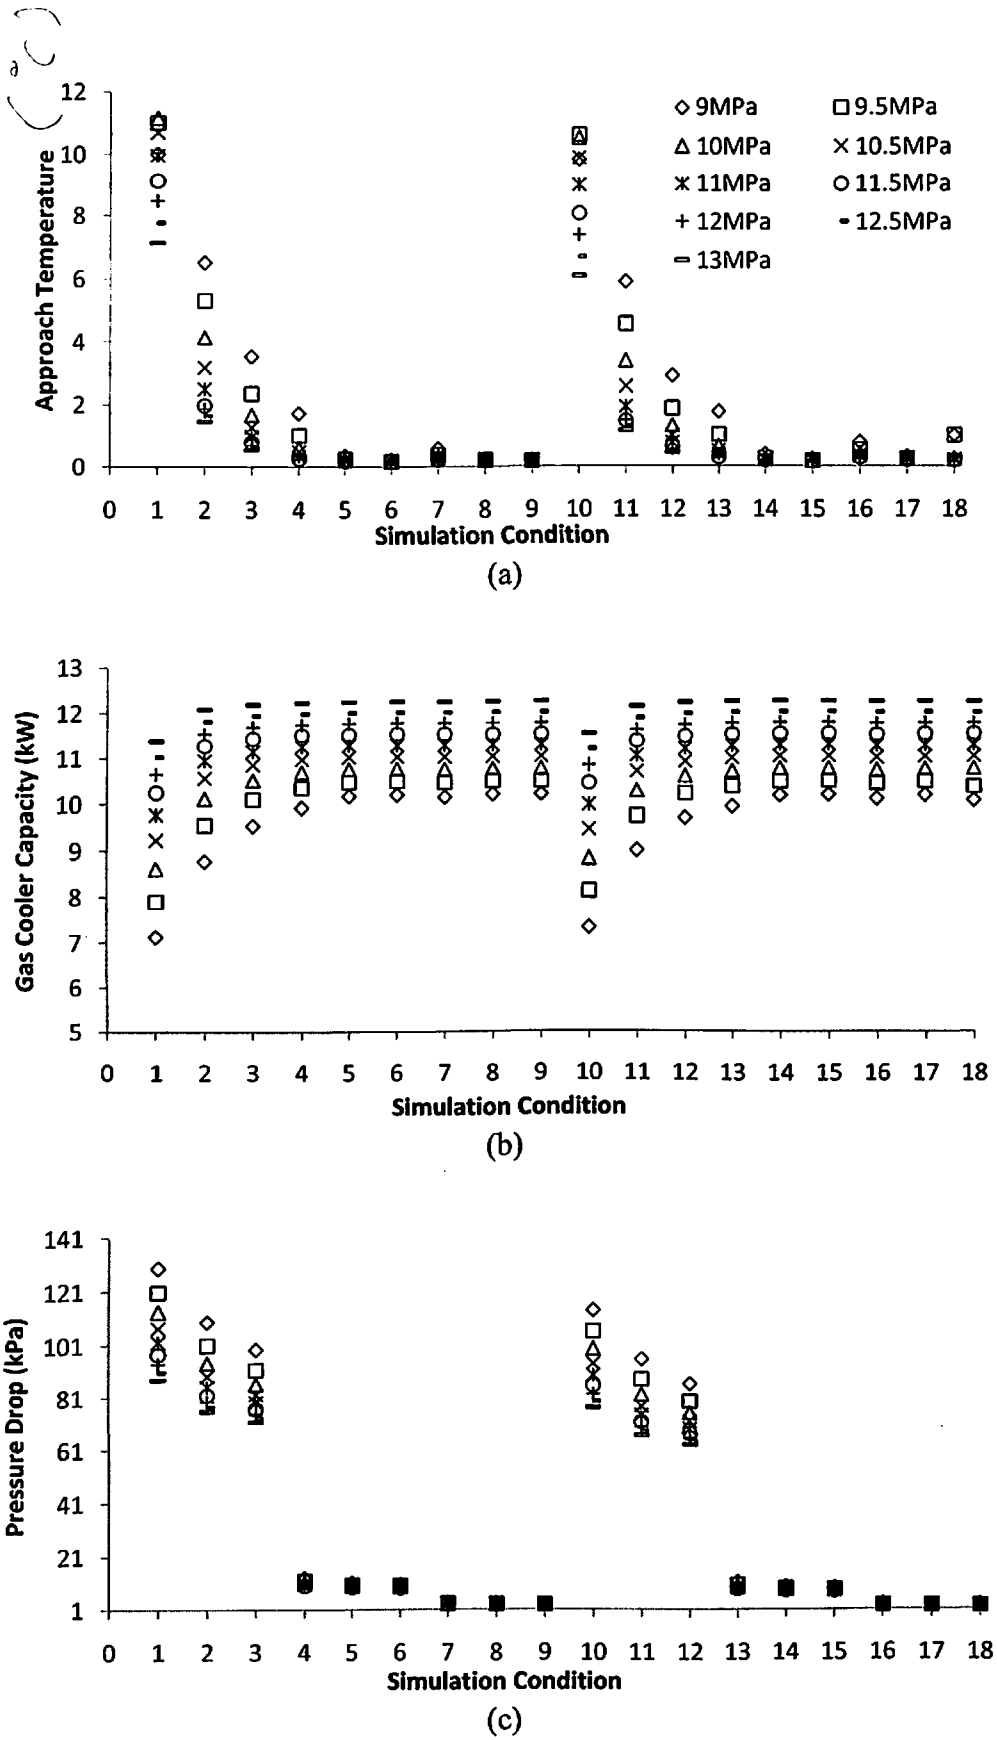 (°C)
12
10
8
6
4
2
0
Approach Temperature
◇ 9MPa □ 9.5MPa
△ 10MPa × 10.5MPa
ж 11MPa ○ 11.5MPa
+ 12MPa - 12.5MPa
– 13MPa
0 1 2 3 4 5 6 7 8 9 10 11 12 13 14 15 16 17 18
Simulation Condition
(a)
13
12
11
10
9
8
7
6
5
Gas Cooler Capacity (kW)
0 1 2 3 4 5 6 7 8 9 10 11 12 13 14 15 16 17 18
Simulation Condition
(b)
141
121
101
81
61
41
21
1
Pressure Drop (kPa)
0 1 2 3 4 5 6 7 8 9 10 11 12 13 14 15 16 17 18
Simulation Condition
(c)